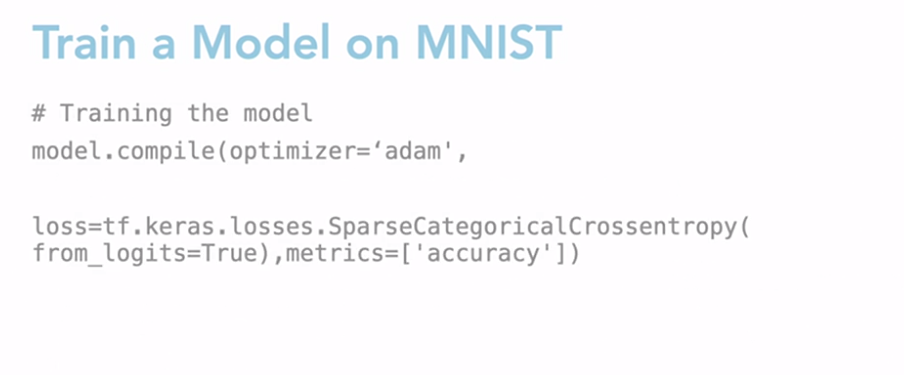 Train a Model on MNIST
# Training the model
model.compile(optimizer=‘adam',
loss=tf.keras.losses.SparseCategoricalCrossentropy(
from_logits=True),metrics=['accuracy'])